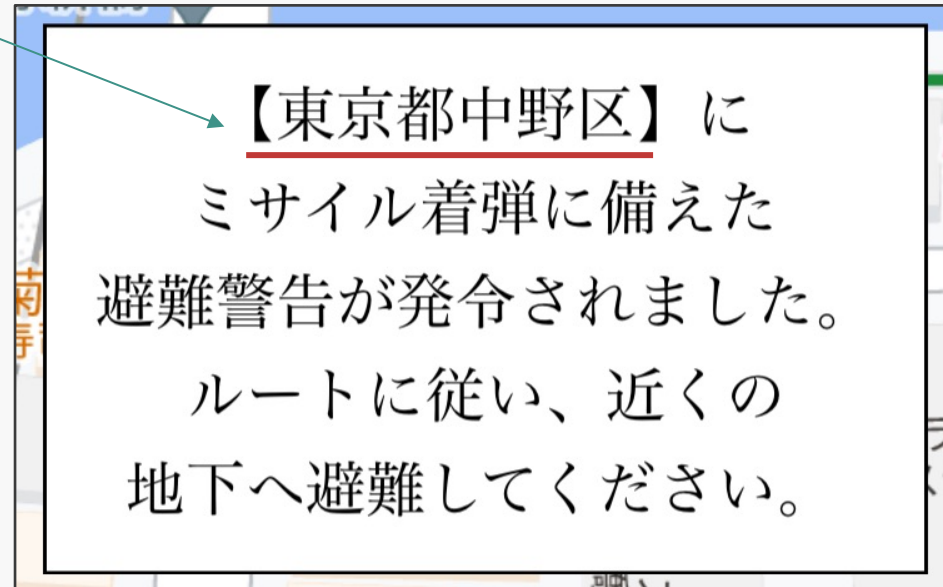 【東京都中野区】に
ミサイル着弾に備えた
避難警告が発令されました。
ルートに従い、近くの
地下へ避難してください。